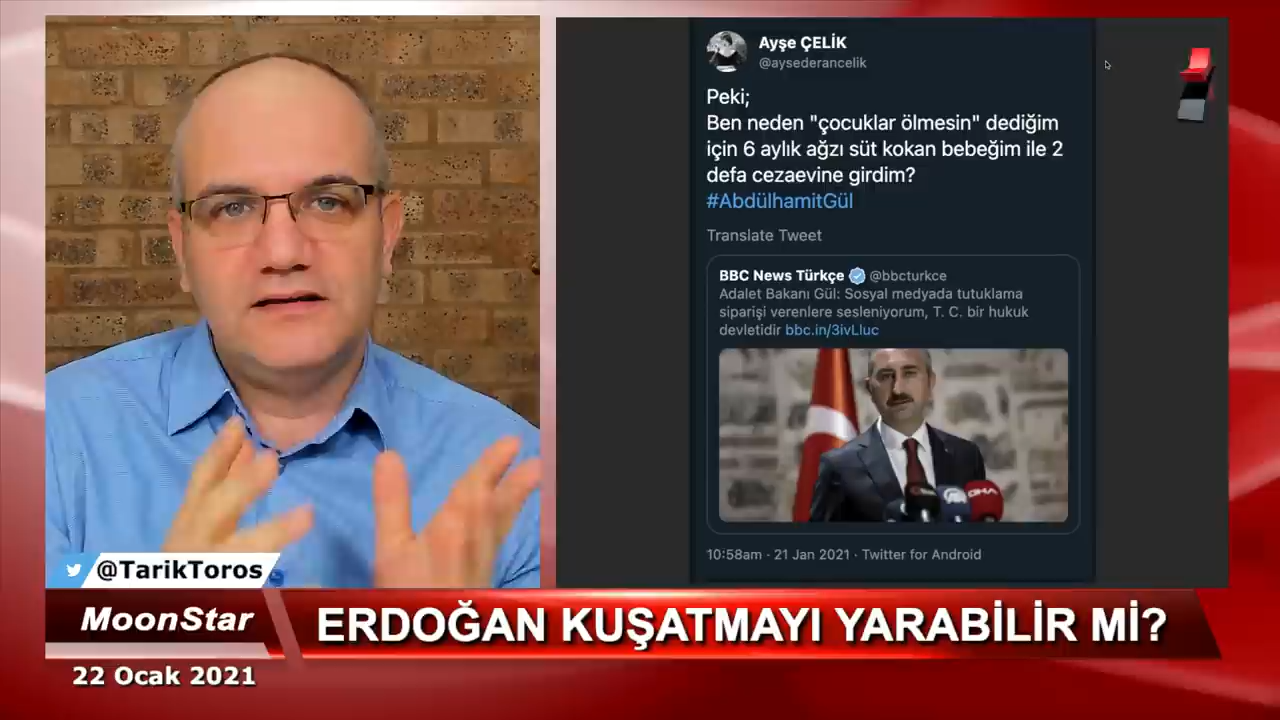 Ayşe ÇELİK
@aysederancelik
Peki;
Ben neden "çocuklar ölmesin" dediğim
için 6 aylık ağzı süt kokan bebeğim ile 2
defa cezaevine girdim?
#AbdülhamitGül
Translate Tweet
BBC News Türkçe @bbcturkce
Adalet Bakanı Gül: Sosyal medyada tutuklama
siparişi verenlere sesleniyorum, T. C. bir hukuk
devletidir bbc.in/3ivLluc
AA
DHA
10:58am · 21 Jan 2021 · Twitter for Android
@TarikToros
MoonStar
ERDOĞAN KUŞATMAYI YARABİLİR Mİ?
22 Ocak 2021